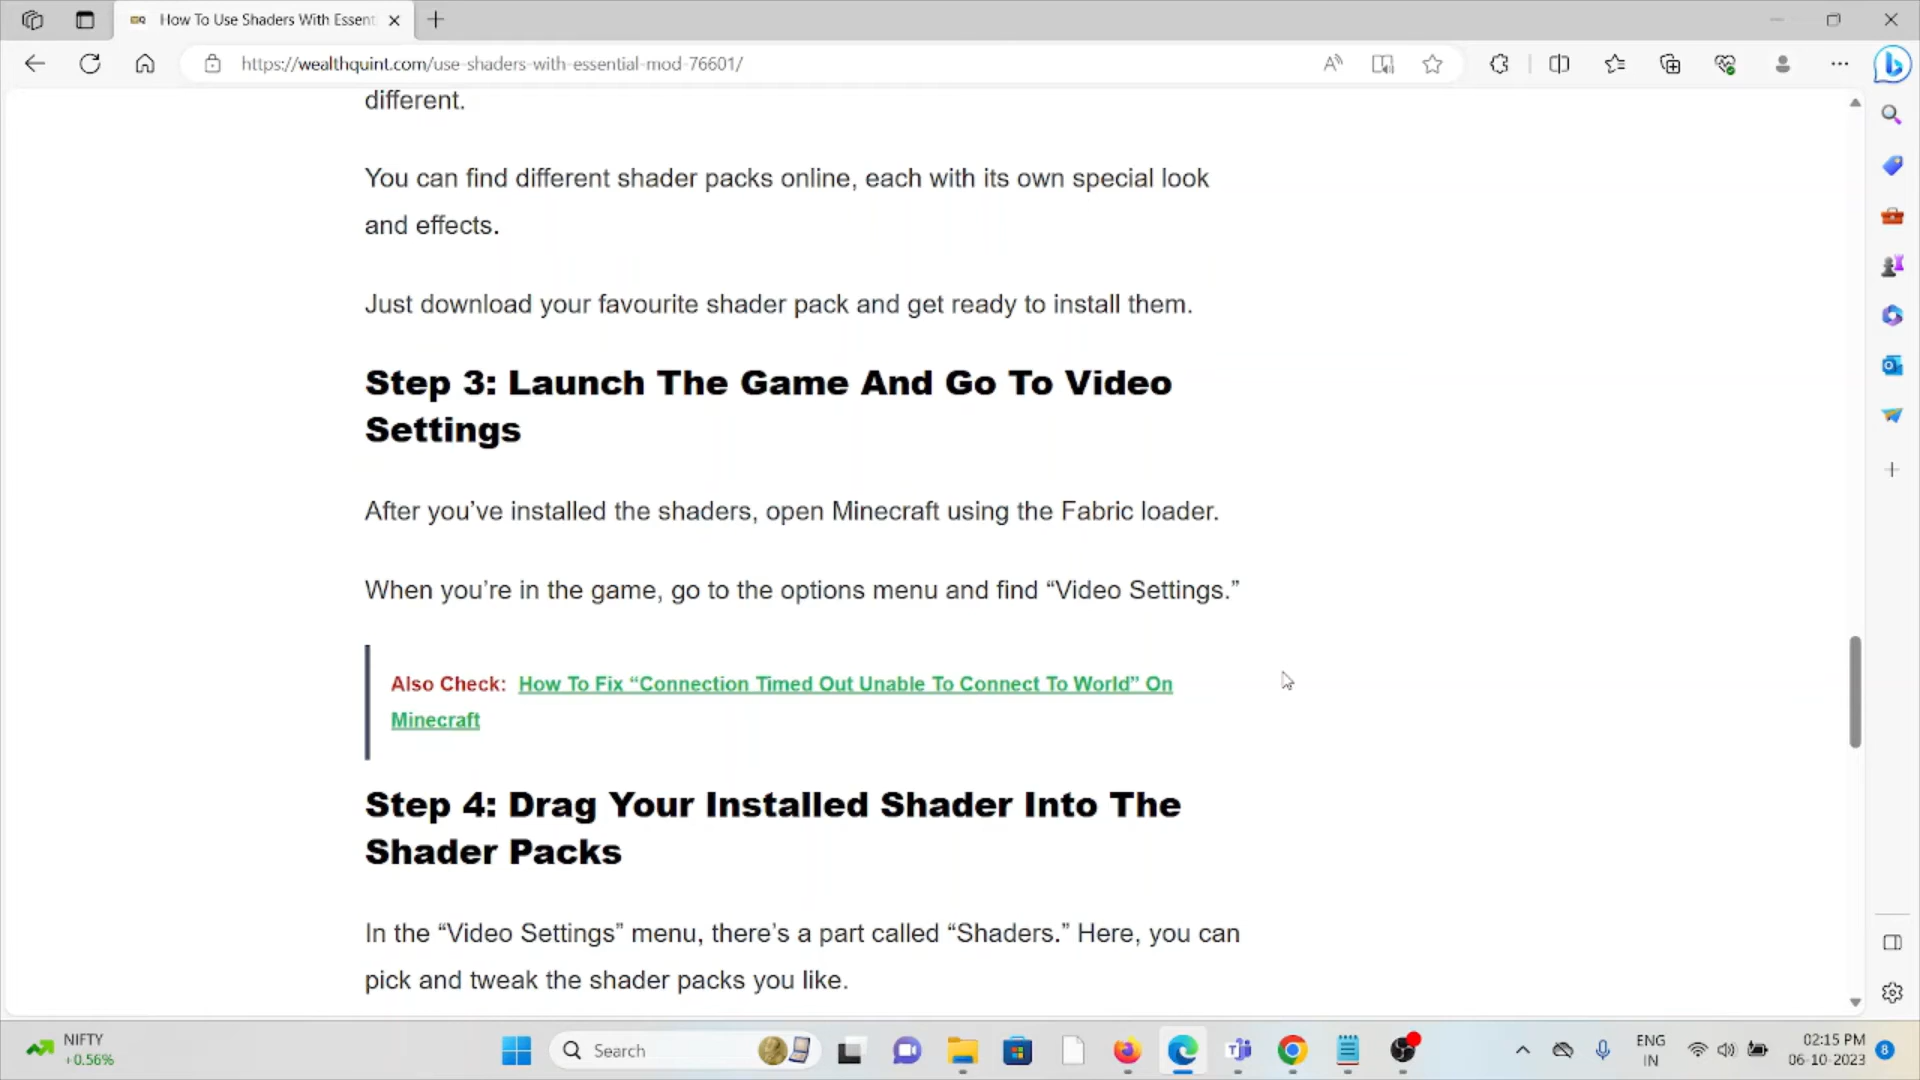 How To Use Shaders With Essent
https://wealthquint.com/use-shaders-with-essential-mod-76601/
different.
You can find different shader packs online, each with its own special look
and effects.
Just download your favourite shader pack and get ready to install them.
Step 3: Launch The Game And Go To Video
Settings
After you’ve installed the shaders, open Minecraft using the Fabric loader.
When you’re in the game, go to the options menu and find “Video Settings.”
Also Check: How To Fix “Connection Timed Out Unable To Connect To World” On
Minecraft
Step 4: Drag Your Installed Shader Into The
Shader Packs
In the “Video Settings” menu, there’s a part called “Shaders.” Here, you can
pick and tweak the shader packs you like.
NIFTY
+0.56%
Search
ENG
IN
02:15 PM
06-10-2023
8